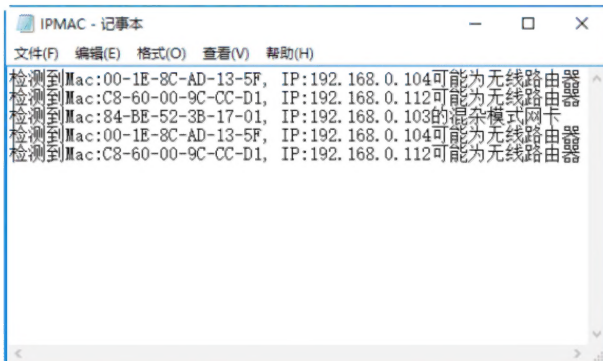 IPMAC - 记事本
文件(F) 编辑(E) 格式(O) 查看(V) 帮助(H)
检测到Mac:00-1E-8C-AD-13-5F, IP:192.168.0.104可能为无线路由器
检测到Mac:C8-60-00-9C-CC-D1, IP:192.168.0.112可能为无线路由器
检测到Mac:84-BE-52-3B-17-01, IP:192.168.0.103的混杂模式网卡
检测到Mac:00-1E-8C-AD-13-5F, IP:192.168.0.104可能为无线路由器
检测到Mac:C8-60-00-9C-CC-D1, IP:192.168.0.112可能为无线路由器